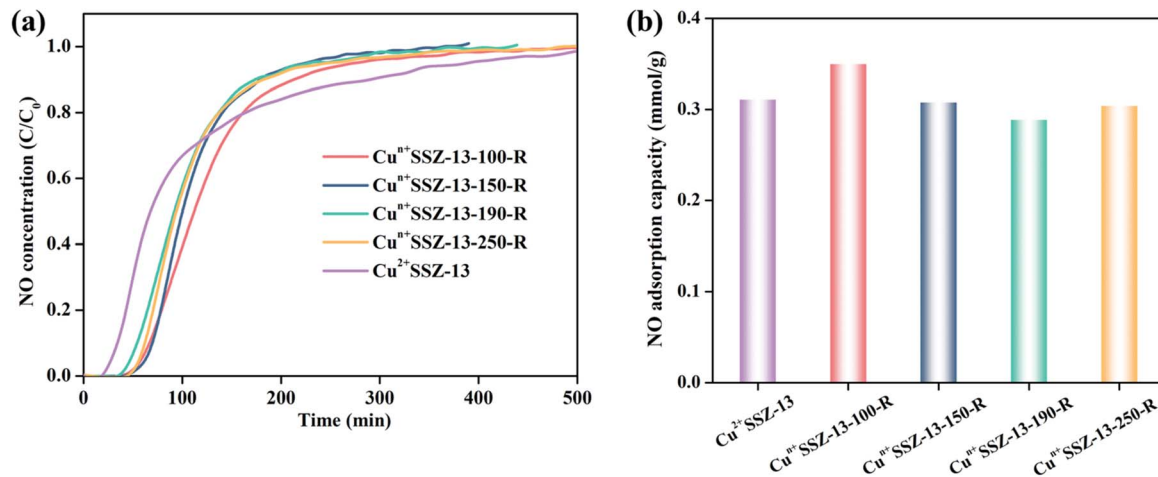 (a)
NO concentration (C/C₀)
1.0
0.8
0.6
0.4
0.2
0.0
Cuⁿ⁺SSZ-13-100-R
Cuⁿ⁺SSZ-13-150-R
Cuⁿ⁺SSZ-13-190-R
Cuⁿ⁺SSZ-13-250-R
Cu²⁺SSZ-13
0 100 200 300 400 500
Time (min)
(b)
NO adsorption capacity (mmol/g)
0.4
0.3
0.2
0.1
0.0
Cu²⁺SSZ-13
Cuⁿ⁺SSZ-13-100-R
Cuⁿ⁺SSZ-13-150-R
Cuⁿ⁺SSZ-13-190-R
Cuⁿ⁺SSZ-13-250-R